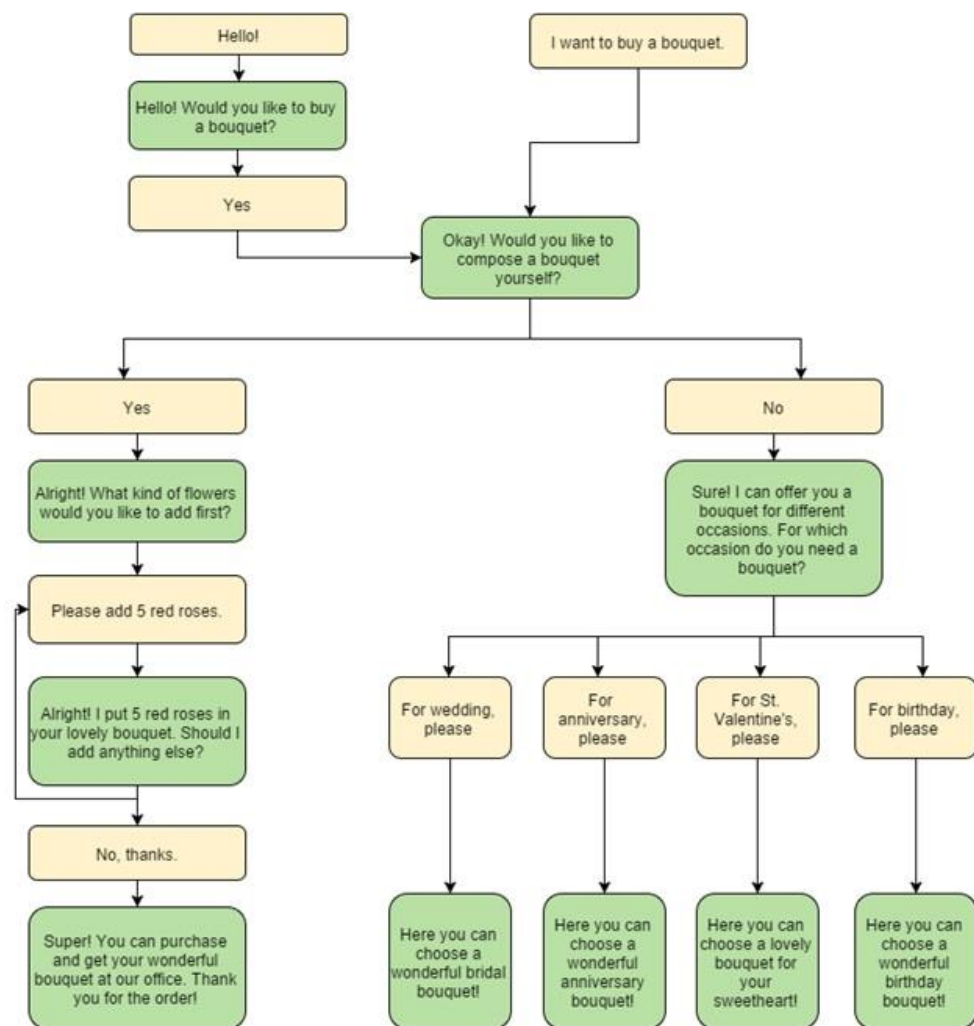 Hello!
I want to buy a bouquet.
Hello! Would you like to buy
a bouquet?
Yes
Okay! Would you like to
compose a bouquet
yourself?
Yes
No
Alright! What kind of flowers
would you like to add first?
Sure! I can offer you a
bouquet for different
occasions. For which
occasion do you need a
bouquet?
Please add 5 red roses.
Alright! I put 5 red roses in
your lovely bouquet. Should I
add anything else?
For wedding,
please
For
anniversary,
please
For St.
Valentine's,
please
For birthday,
please
No, thanks.
Super! You can purchase
and get your wonderful
bouquet at our office. Thank
you for the order!
Here you can
choose a
wonderful bridal
bouquet!
Here you can
choose a
wonderful
anniversary
bouquet!
Here you can
choose a lovely
bouquet for
your
sweetheart!
Here you can
choose a
wonderful
birthday
bouquet!